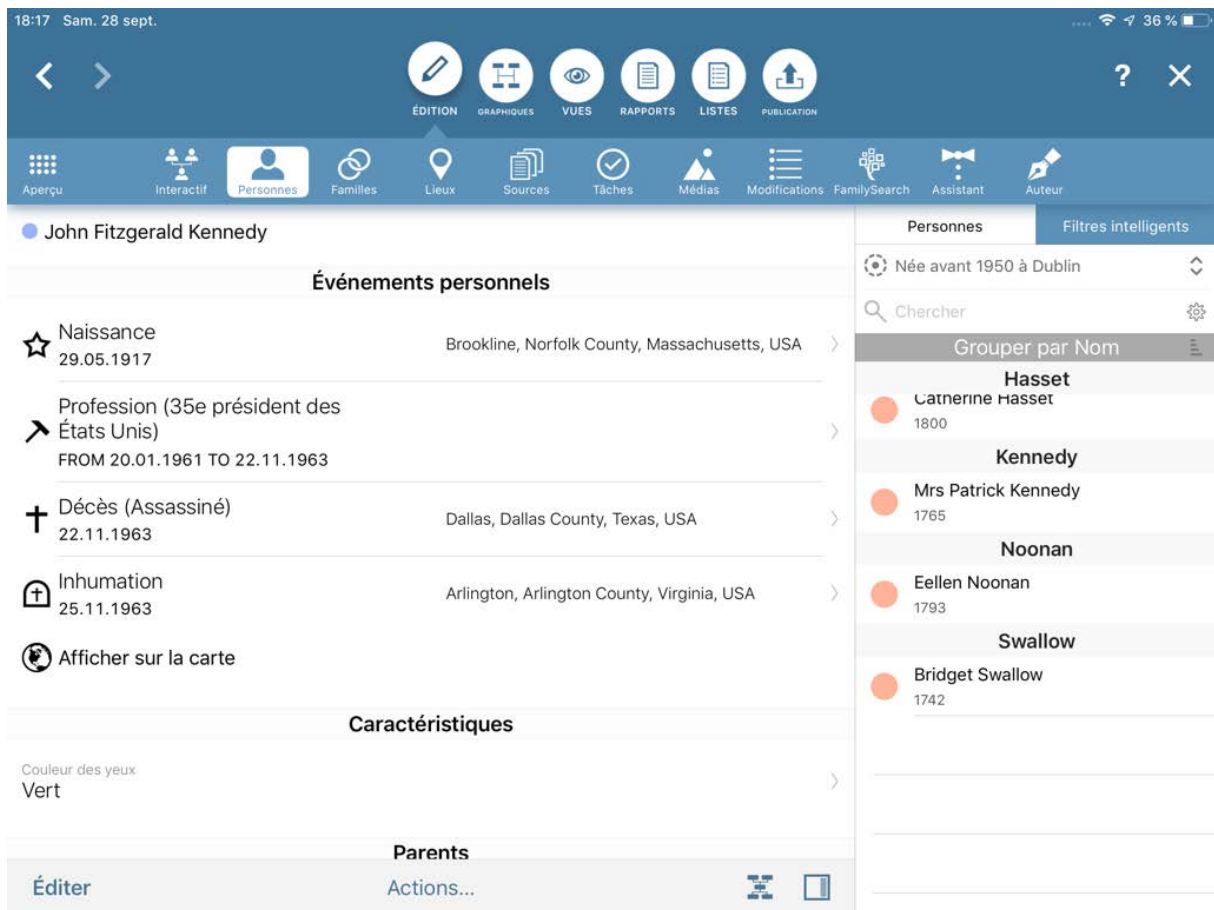 18:17 Sam. 28 sept.
36 %
?
ÉDITION
GRAPHIQUES
VUES
RAPPORTS
LISTES
PUBLICATION
Aperçu
Interactif
Personnes
Familles
Lieux
Sources
Tâches
Médias
Modifications
FamilySearch
Assistant
Auteur
John Fitzgerald Kennedy
Événements personnels
Naissance
29.05.1917
Brookline, Norfolk County, Massachusetts, USA
Profession (35e président des
États Unis)
FROM 20.01.1961 TO 22.11.1963
Décès (Assassiné)
22.11.1963
Dallas, Dallas County, Texas, USA
Inhumation
25.11.1963
Arlington, Arlington County, Virginia, USA
Afficher sur la carte
Caractéristiques
Couleur des yeux
Vert
Parents
Éditer
Actions...
Personnes
Filtres intelligents
Née avant 1950 à Dublin
Chercher
Grouper par Nom
Hasset
Catherine Hasset
1800
Kennedy
Mrs Patrick Kennedy
1765
Noonan
Eellen Noonan
1793
Swallow
Bridget Swallow
1742